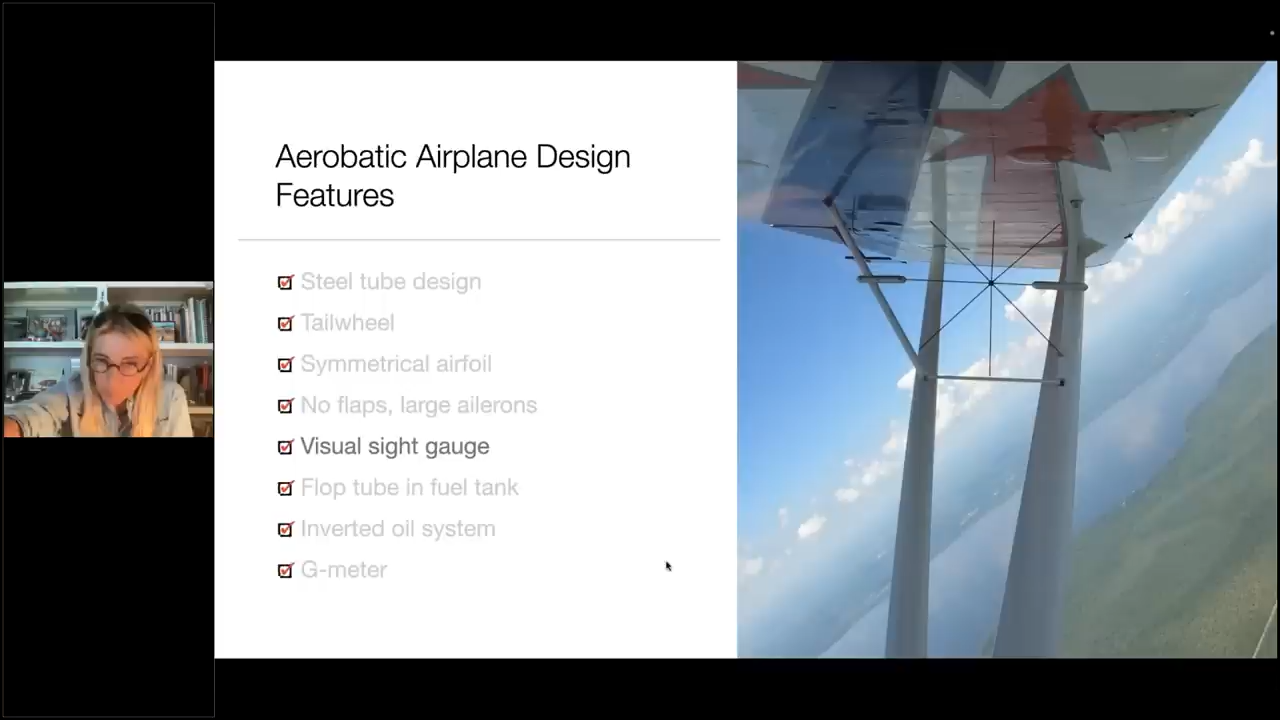 Aerobatic Airplane Design
Features
Steel tube design
Tailwheel
Symmetrical airfoil
No flaps, large ailerons
Visual sight gauge
Flop tube in fuel tank
Inverted oil system
G-meter